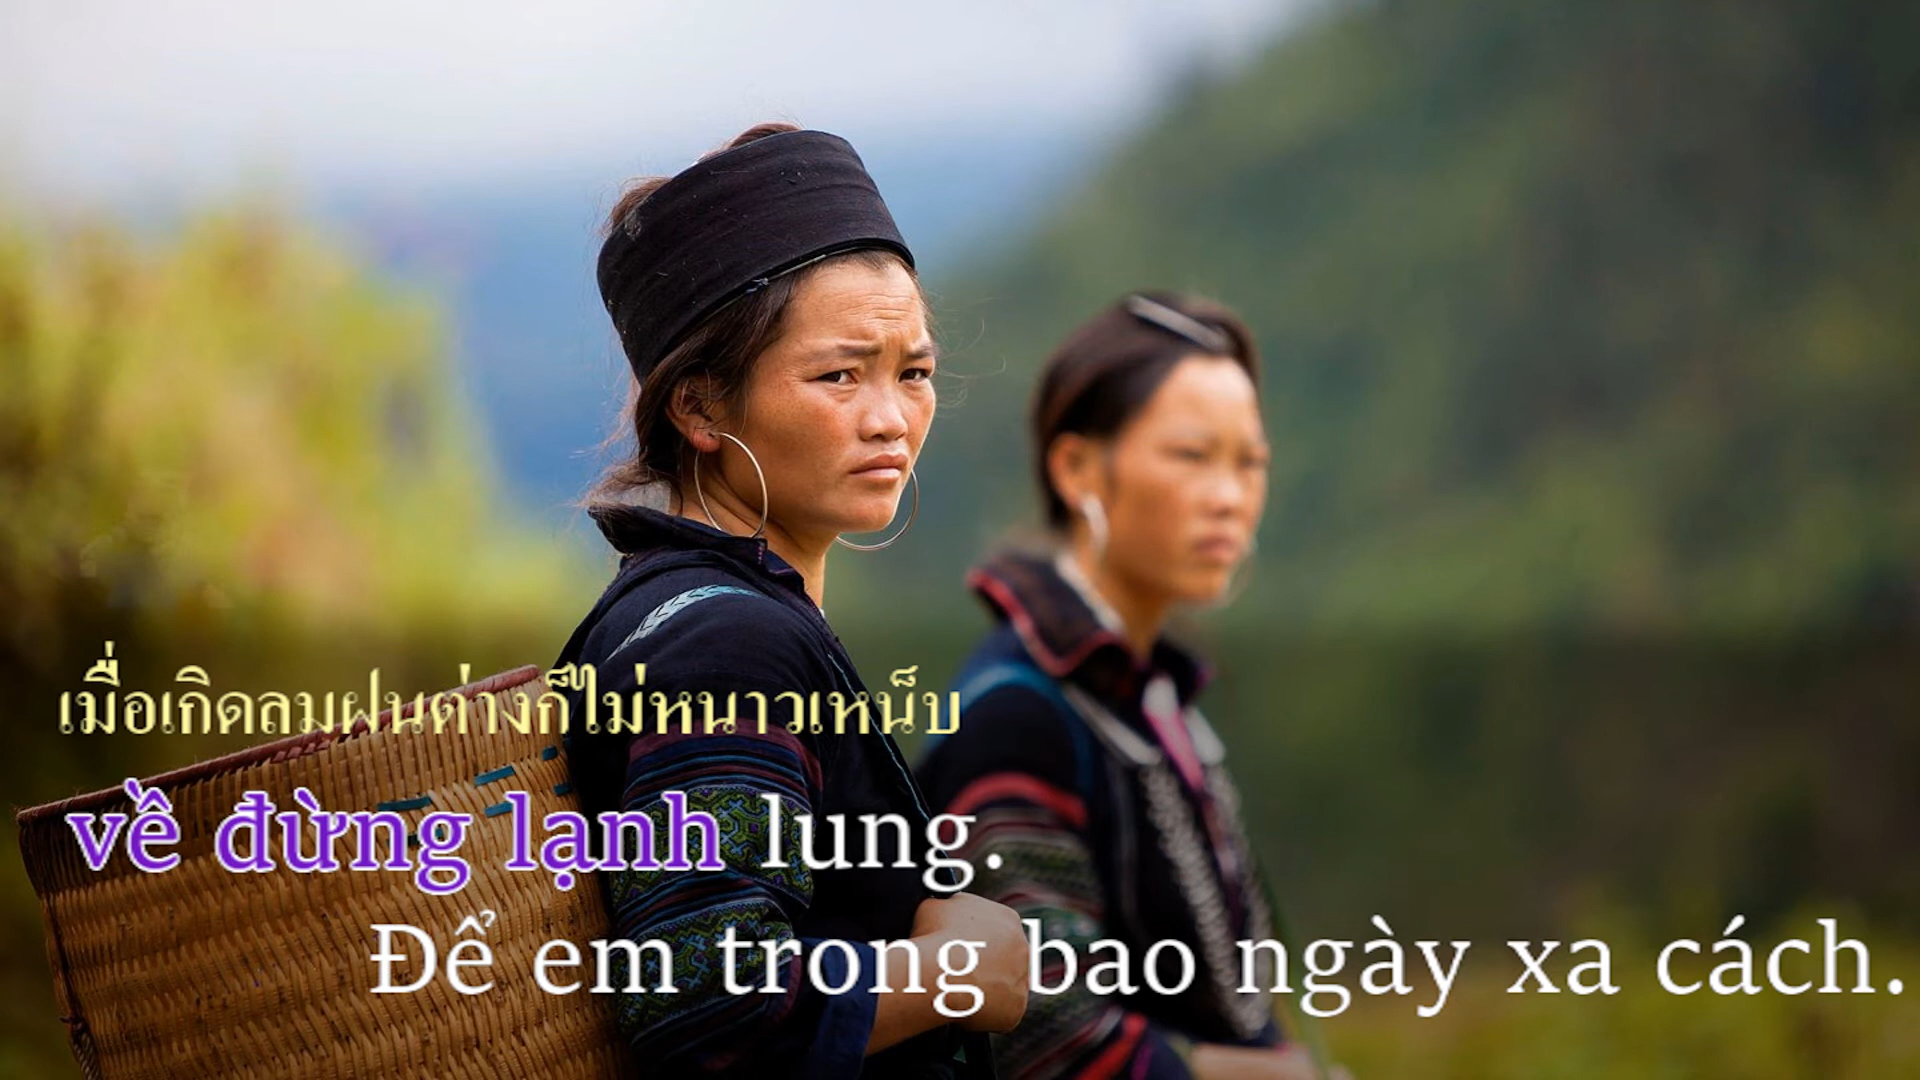 เมื่อเกิดลมฝนต่างก็ไม่หนาวเหน็บ
về đừng lạnh lung.
Để em trong bao ngày xa cách.